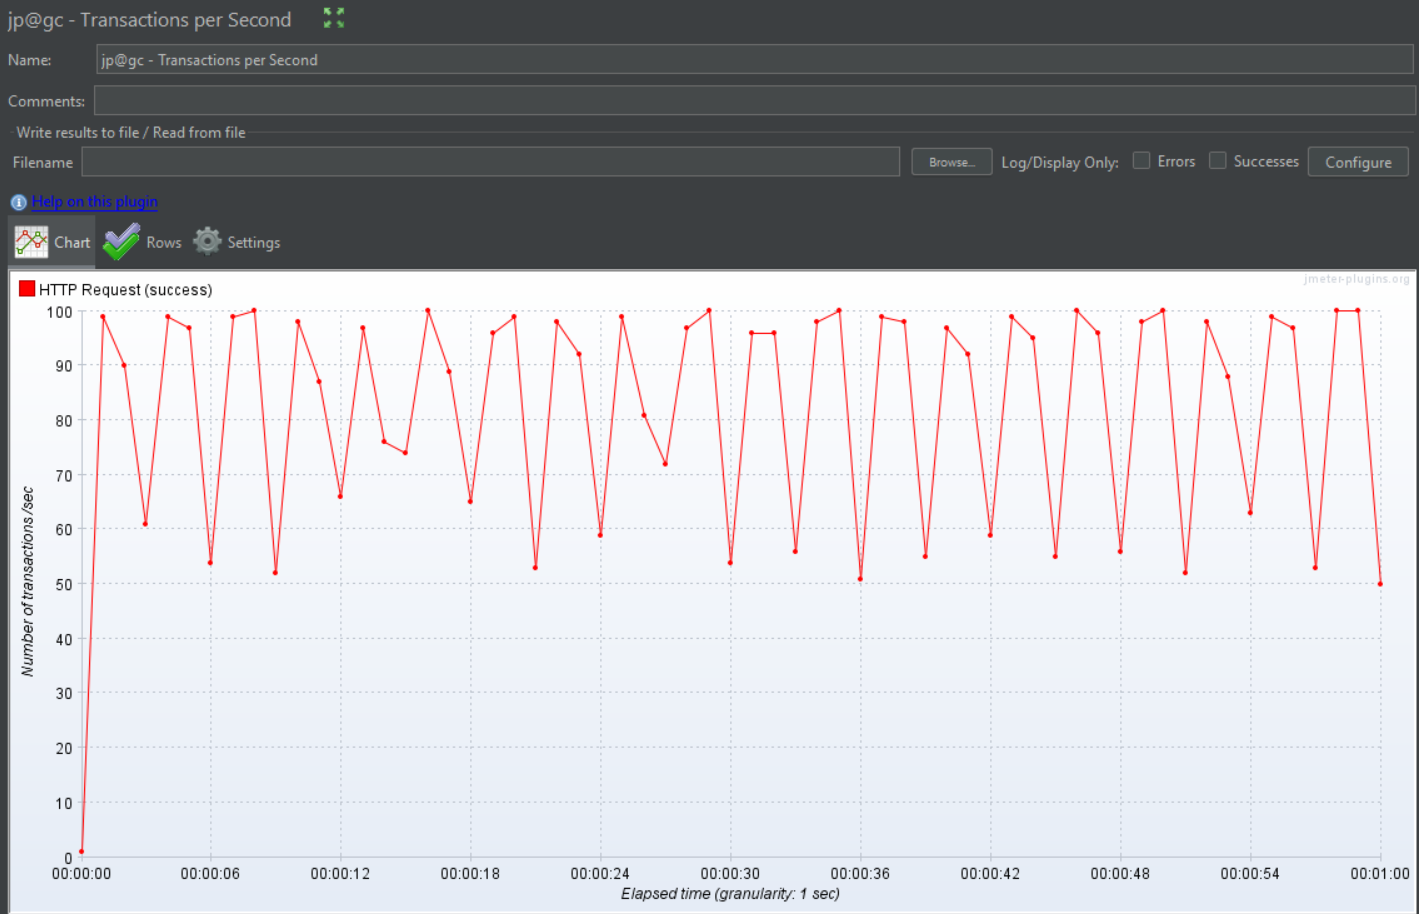 jp@gc - Transactions per Second
Name: jp@gc - Transactions per Second
Comments:
Write results to file / Read from file
Filename Browse... Log/Display Only: Errors Successes Configure
Help on this plugin
Chart Rows Settings
jmeter-plugins.org
HTTP Request (success)
100
90
80
70
60
50
40
30
20
10
0
Number of transactions /sec
00:00:00 00:00:06 00:00:12 00:00:18 00:00:24 00:00:30 00:00:36 00:00:42 00:00:48 00:00:54 00:01:00
Elapsed time (granularity: 1 sec)